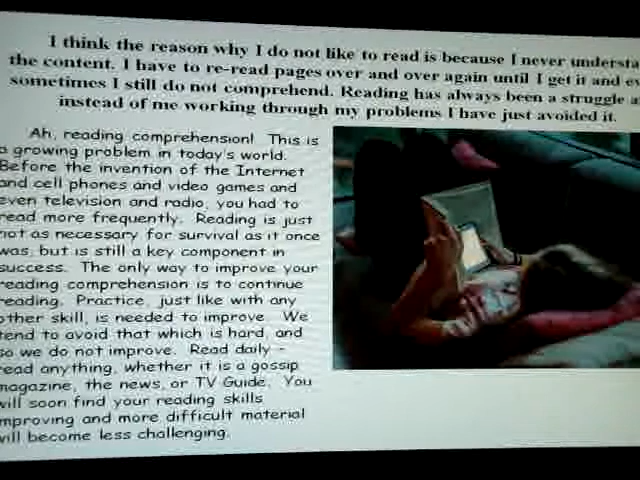 I think the reason why I do not like to read is because I never understa
the content. I have to re-read pages over and over again until I get it and ev
sometimes I still do not comprehend. Reading has always been a struggle a
instead of me working through my problems I have just avoided it.
Ah, reading comprehension! This is
a growing problem in today's world.
Before the invention of the Internet
and cell phones and video games and
even television and radio, you had to
read more frequently. Reading is just
not as necessary for survival as it once
was, but is still a key component in
success. The only way to improve your
reading comprehension is to continue
reading. Practice, just like with any
other skill, is needed to improve. We
tend to avoid that which is hard, and
so we do not improve. Read daily -
read anything, whether it is a gossip
magazine, the news, or TV Guide. You
will soon find your reading skills
improving and more difficult material
will become less challenging.